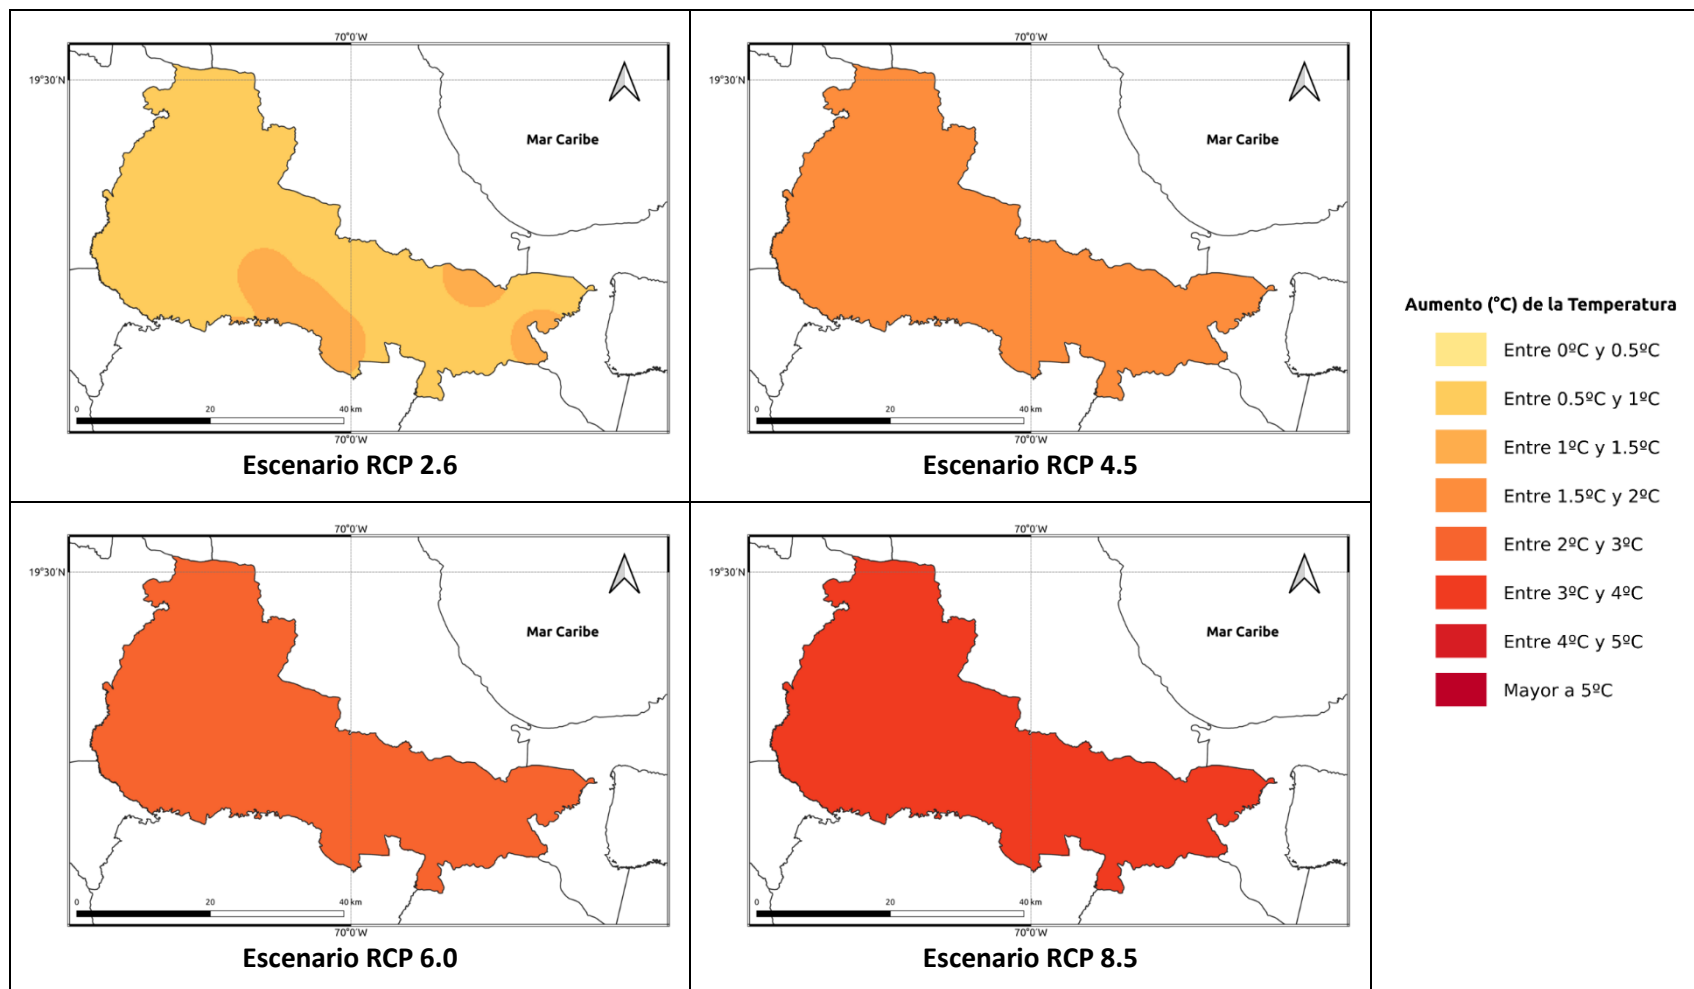 70°0'W
19°30'N
Mar Caribe
0 20 40 km
70°0'W
Escenario RCP 2.6
70°0'W
19°30'N
Mar Caribe
0 20 40 km
70°0'W
Escenario RCP 4.5
70°0'W
19°30'N
Mar Caribe
0 20 40 km
70°0'W
Escenario RCP 6.0
70°0'W
19°30'N
Mar Caribe
0 20 40 km
70°0'W
Escenario RCP 8.5
Aumento (°C) de la Temperatura
Entre 0ºC y 0.5ºC
Entre 0.5ºC y 1ºC
Entre 1ºC y 1.5ºC
Entre 1.5ºC y 2ºC
Entre 2ºC y 3ºC
Entre 3ºC y 4ºC
Entre 4ºC y 5ºC
Mayor a 5ºC